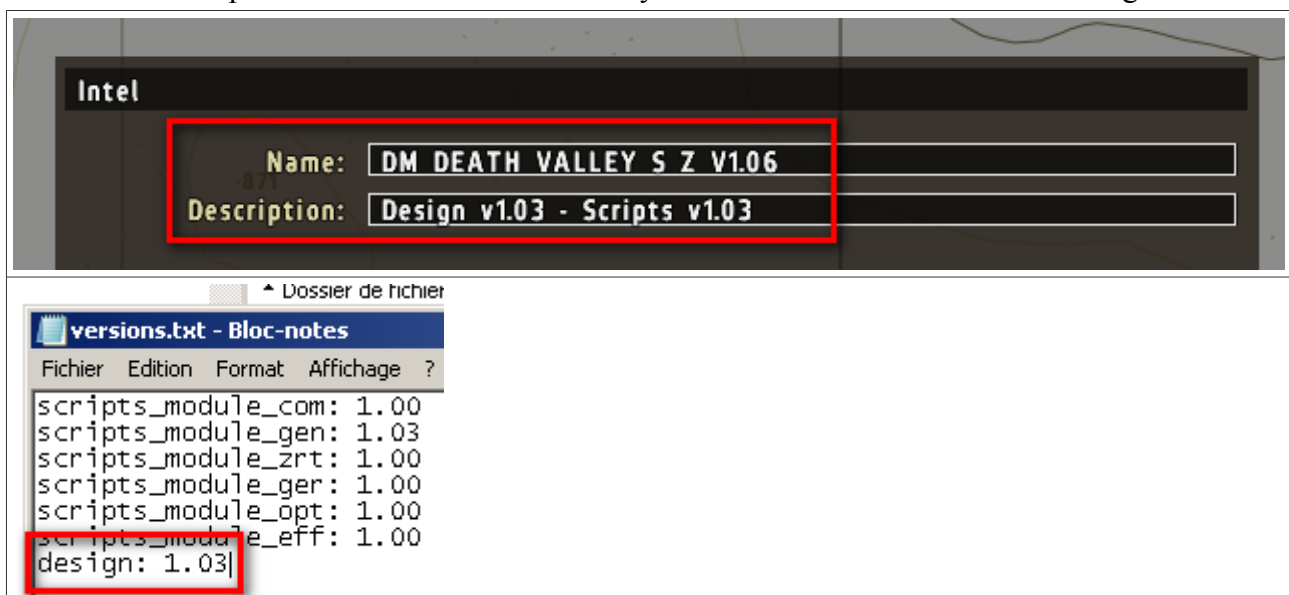 Intel
Name: DM DEATH VALLEY S Z V1.06
871
Description: Design v1.03 - Scripts v1.03
Dossier de fichier
versions.txt - Bloc-notes
Fichier Edition Format Affichage ?
scripts_module_com: 1.00
scripts_module_gen: 1.03
scripts_module_zrt: 1.00
scripts_module_ger: 1.00
scripts_module_opt: 1.00
scripts_module_eff: 1.00
design: 1.03